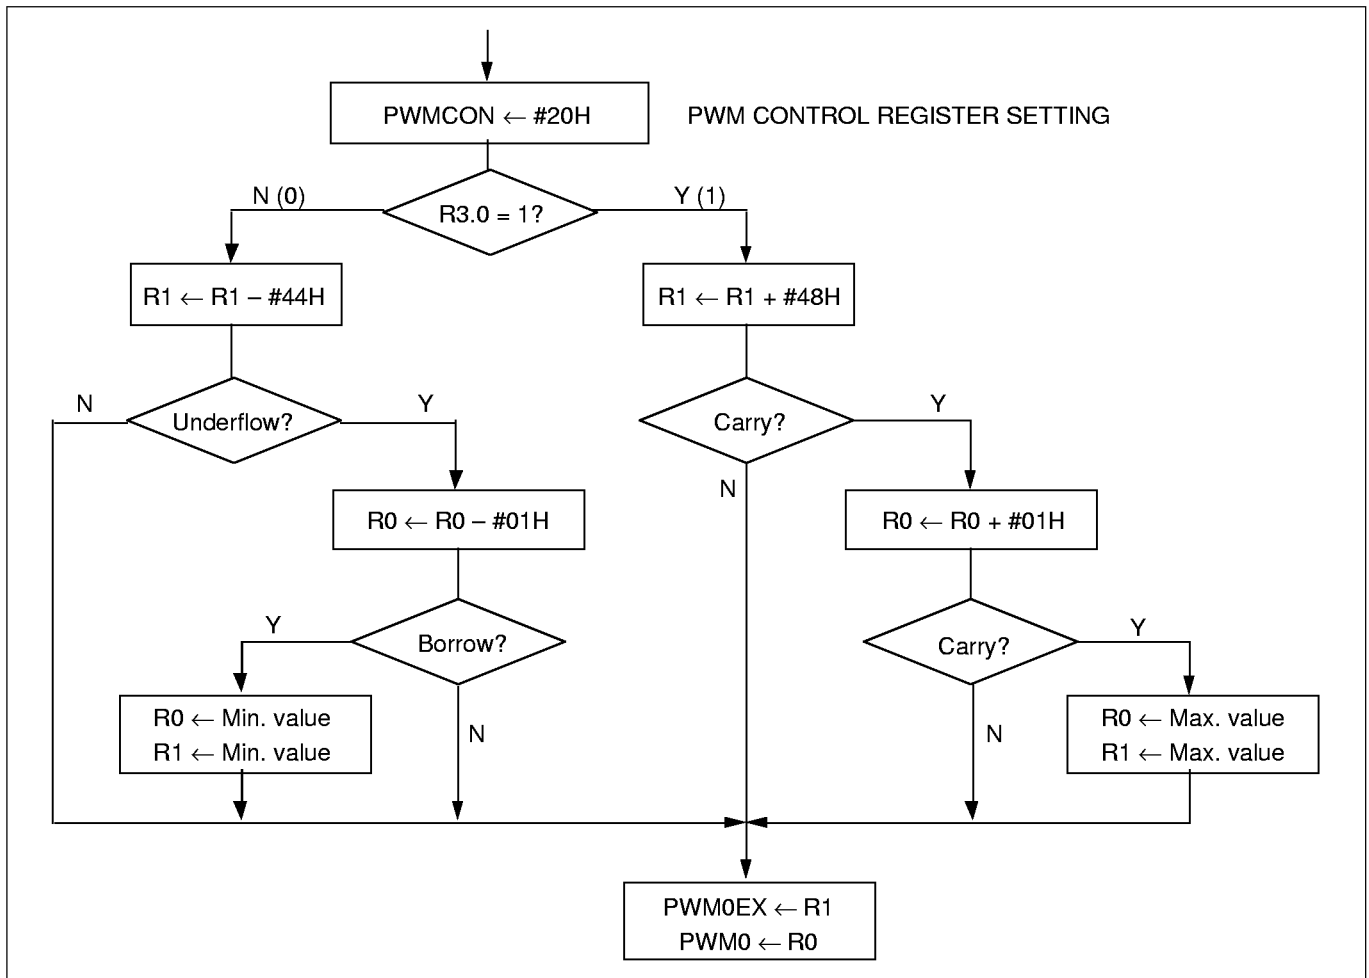 PWMCON ← #20H
PWM CONTROL REGISTER SETTING
N (0)
Y (1)
R3.0 = 1?
R1 ← R1 – #44H
R1 ← R1 + #48H
N
Underflow?
Y
Carry?
Y
N
R0 ← R0 – #01H
R0 ← R0 + #01H
Y
Borrow?
Carry?
Y
R0 ← Min. value
R1 ← Min. value
N
N
R0 ← Max. value
R1 ← Max. value
PWM0EX ← R1
PWM0 ← R0